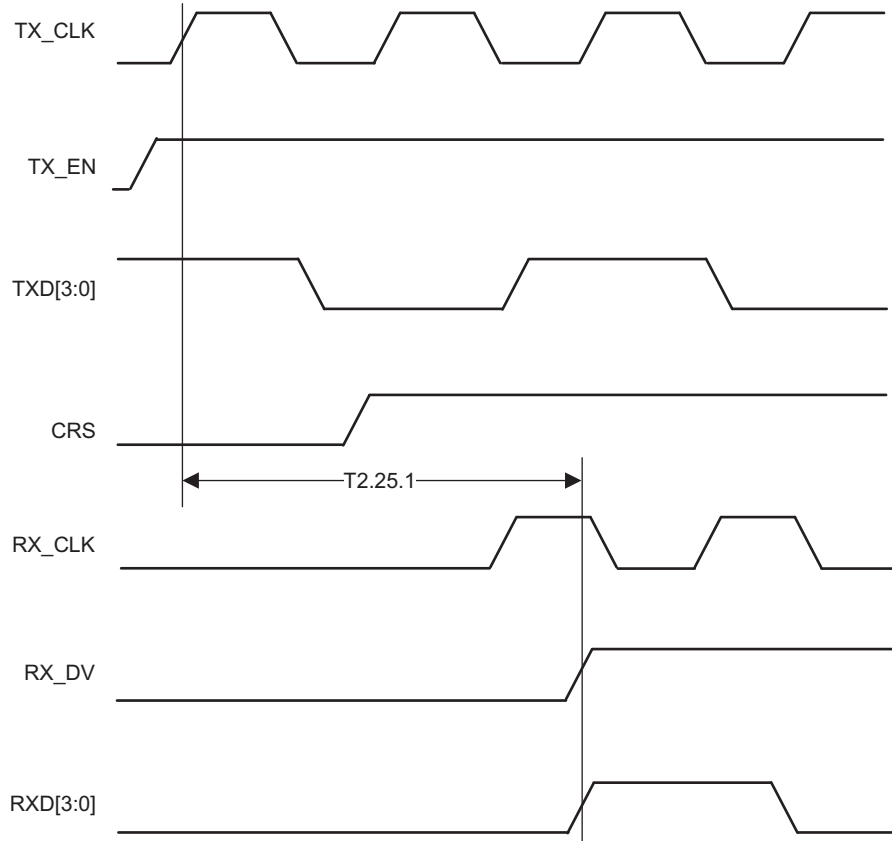 TX_CLK
TX_EN
TXD[3:0]
CRS
T2.25.1
RX_CLK
RX_DV
RXD[3:0]